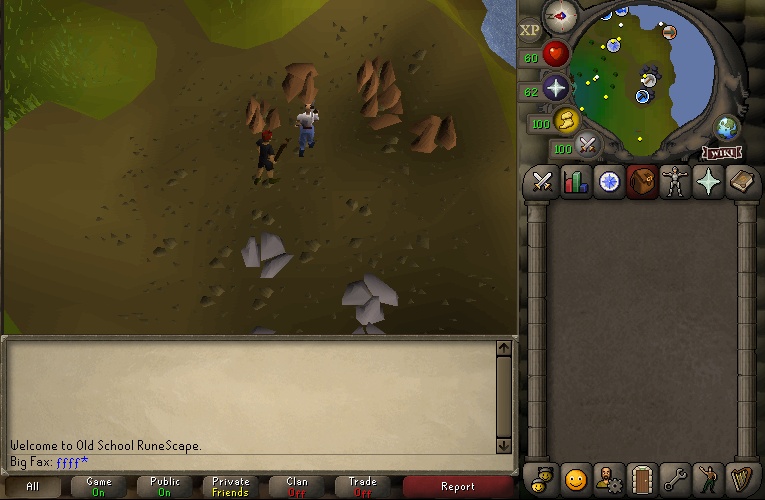 XP
60
62
100
100
WIKI
Welcome to Old School RuneScape.
Big Fax: ffff*
All
Game
On
Public
On
Private
Friends
Clan
Off
Trade
Off
Report